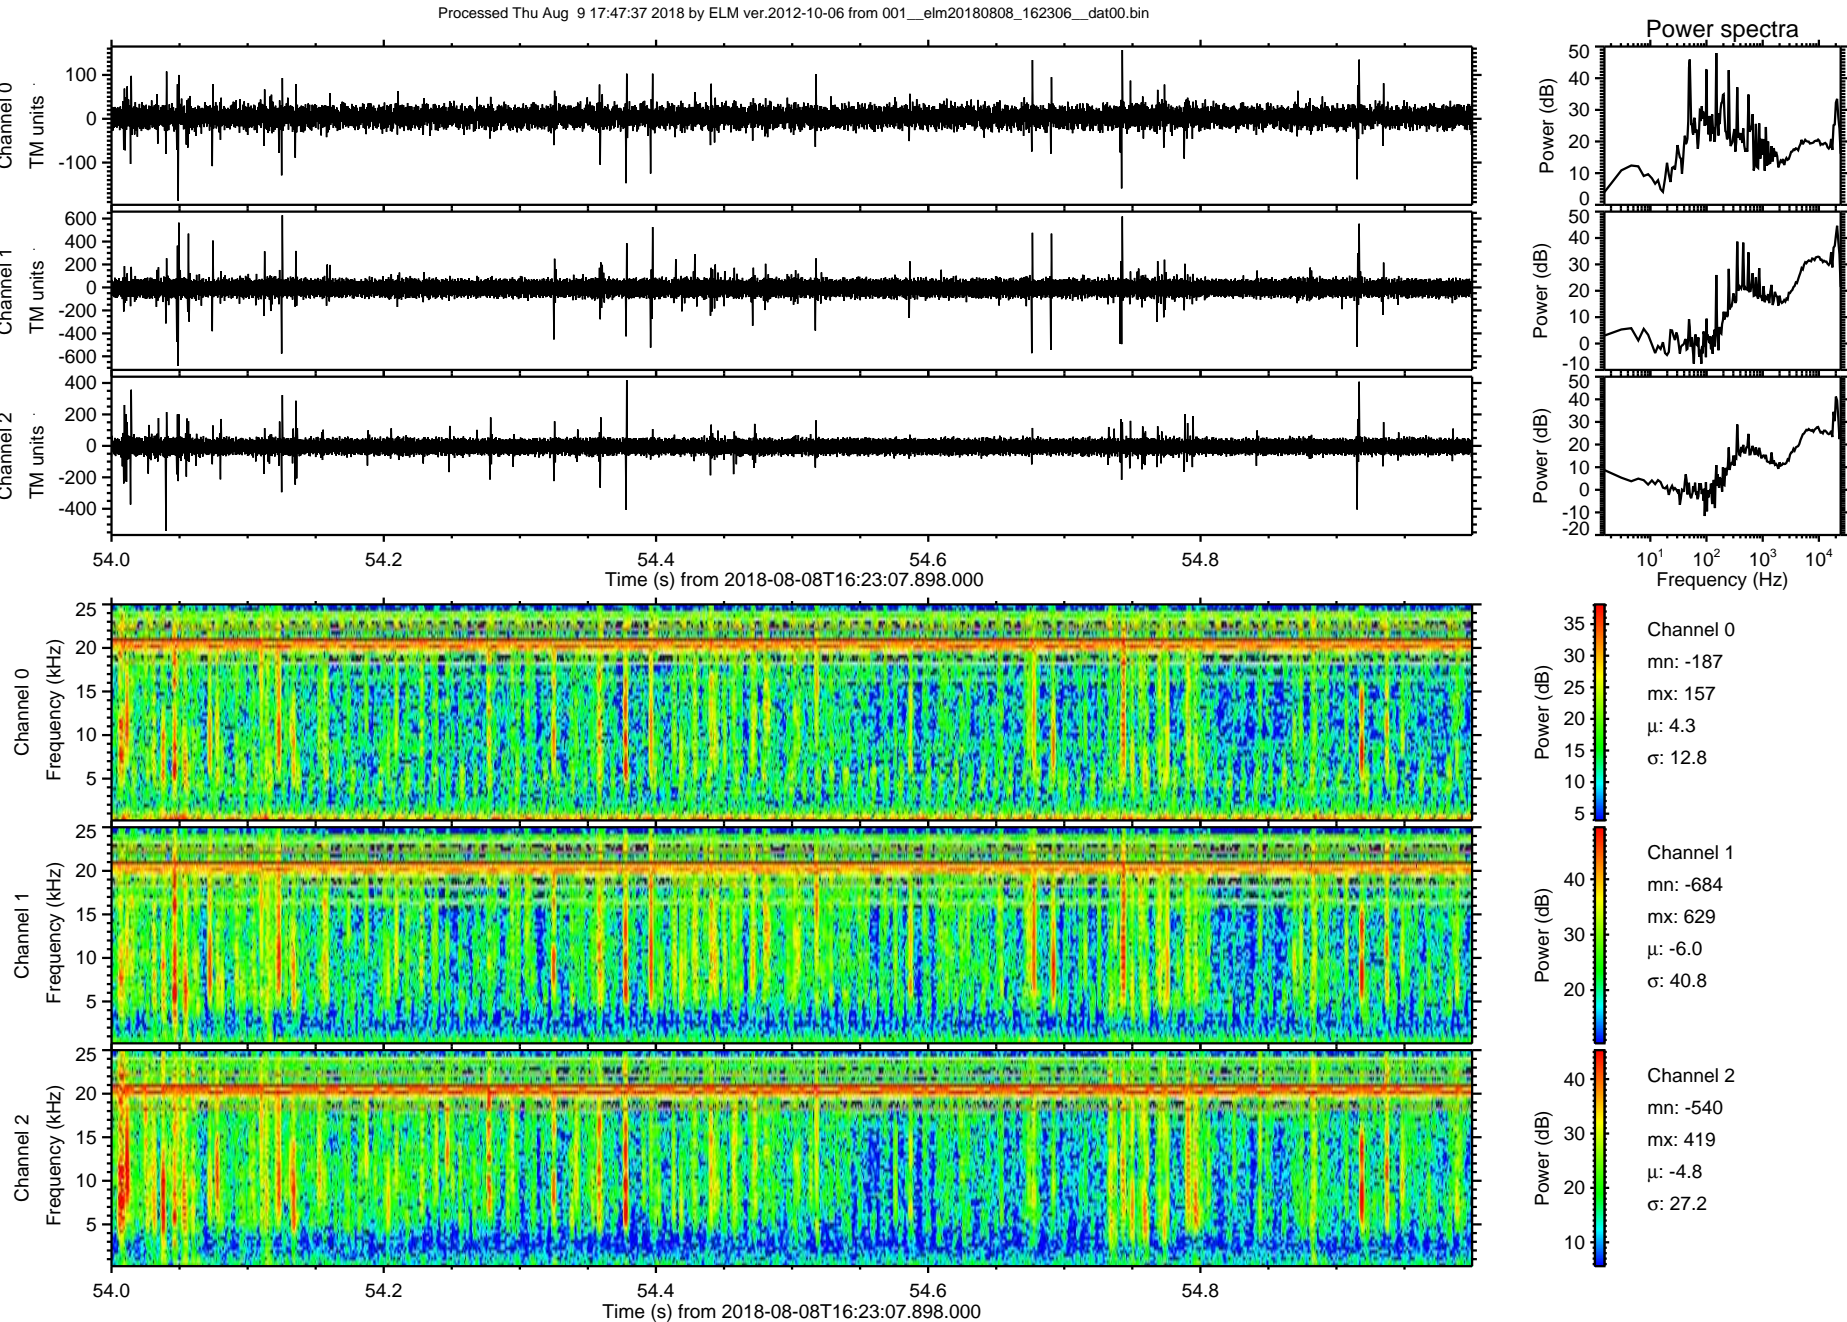 Processed Thu Aug  9 17:47:37 2018 by ELM ver.2012-10-06 from 001__elm20180808_162306__dat00.bin
Power spectra
Channel 0
TM units
100
0
-100
Power (dB)
50
40
30
20
10
0
Channel 1
TM units
600
400
200
0
-200
-400
-600
Power (dB)
50
40
30
20
10
0
-10
Channel 2
TM units
400
200
0
-200
-400
Power (dB)
50
40
30
20
10
0
-10
-20
54.0 54.2 54.4 54.6 54.8
Time (s) from 2018-08-08T16:23:07.898.000
10¹ 10² 10³ 10⁴
Frequency (Hz)
Channel 0
Frequency (kHz)
25
20
15
10
5
Power (dB)
35
30
25
20
15
10
5
Channel 0
mn: -187
mx: 157
μ: 4.3
σ: 12.8
Channel 1
Frequency (kHz)
25
20
15
10
5
Power (dB)
40
30
20
Channel 1
mn: -684
mx: 629
μ: -6.0
σ: 40.8
Channel 2
Frequency (kHz)
25
20
15
10
5
Power (dB)
40
30
20
10
Channel 2
mn: -540
mx: 419
μ: -4.8
σ: 27.2
54.0 54.2 54.4 54.6 54.8
Time (s) from 2018-08-08T16:23:07.898.000